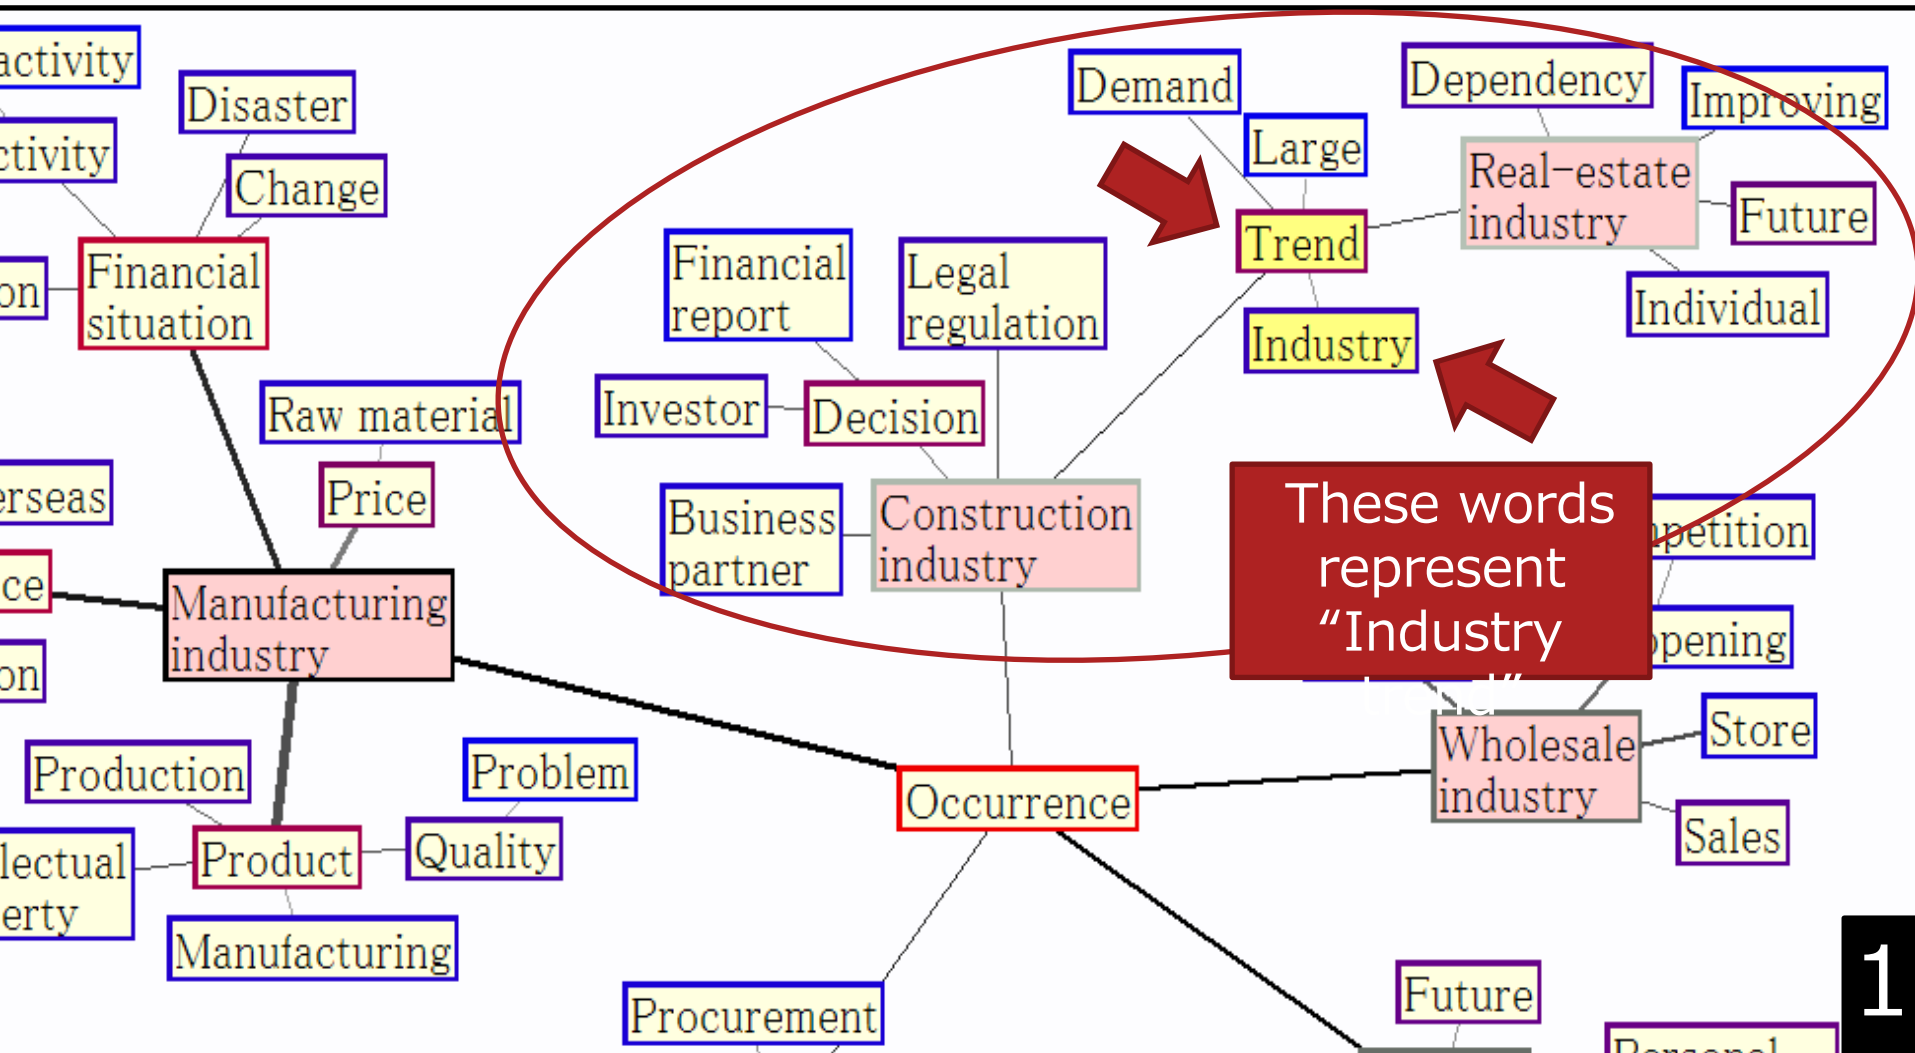 activity
Disaster
ctivity
Change
Financial
situation
on
Demand
Large
Dependency
Improving
Real-estate
industry
Future
Individual
Trend
Industry
Financial
report
Legal
regulation
Investor
Decision
Business
partner
Construction
industry
Raw material
Price
erseas
ce
Manufacturing
industry
on
These words
represent
“Industry
trend”
petition
pening
Wholesale
industry
Store
Sales
Occurrence
Production
Problem
Product
Quality
lectual
erty
Manufacturing
Procurement
Future
Personal
1